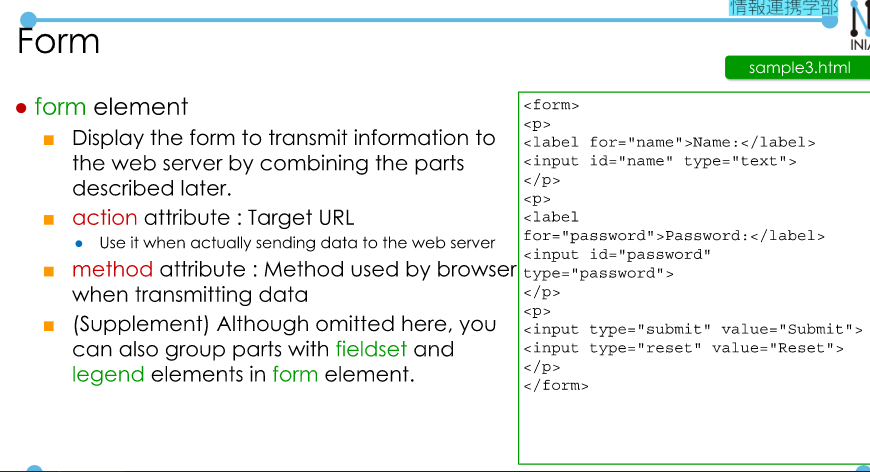 情報連携学部
Form
INIA
sample3.html
form element
Display the form to transmit information to
the web server by combining the parts
described later.
action attribute : Target URL
Use it when actually sending data to the web server
method attribute : Method used by browser
when transmitting data
(Supplement) Although omitted here, you
can also group parts with fieldset and
legend elements in form element.
<form>
<p>
<label for="name">Name:</label>
<input id="name" type="text">
</p>
<p>
<label
for="password">Password:</label>
<input id="password"
type="password">
</p>
<p>
<input type="submit" value="Submit">
<input type="reset" value="Reset">
</p>
</form>